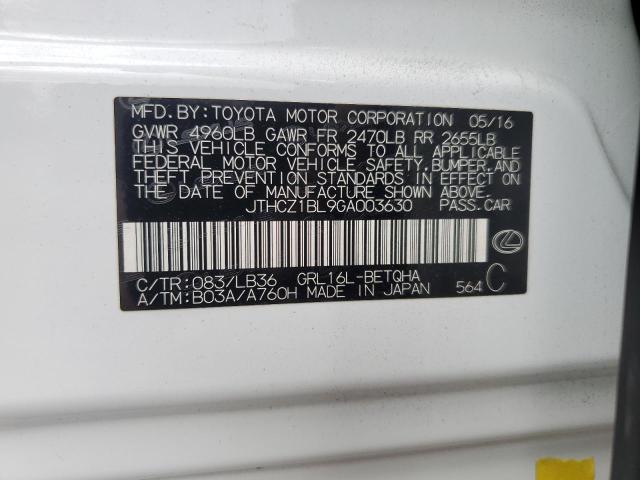 MFD. BY: TOYOTA MOTOR CORPORATION 05/16
GVWR 4960LB GAWR FR 2470LB RR 2655LB
THIS VEHICLE CONFORMS TO ALL APPLICABLE
FEDERAL MOTOR VEHICLE SAFETY, BUMPER, AND
THEFT PREVENTION STANDARDS IN EFFECT ON
THE DATE OF MANUFACTURE SHOWN ABOVE.
JTHCZ1BL9GA003630 PASS. CAR
C/TR: 083/LB36 GRL16L-BETQHA
A/TM: B03A/A760H MADE IN JAPAN 564 C